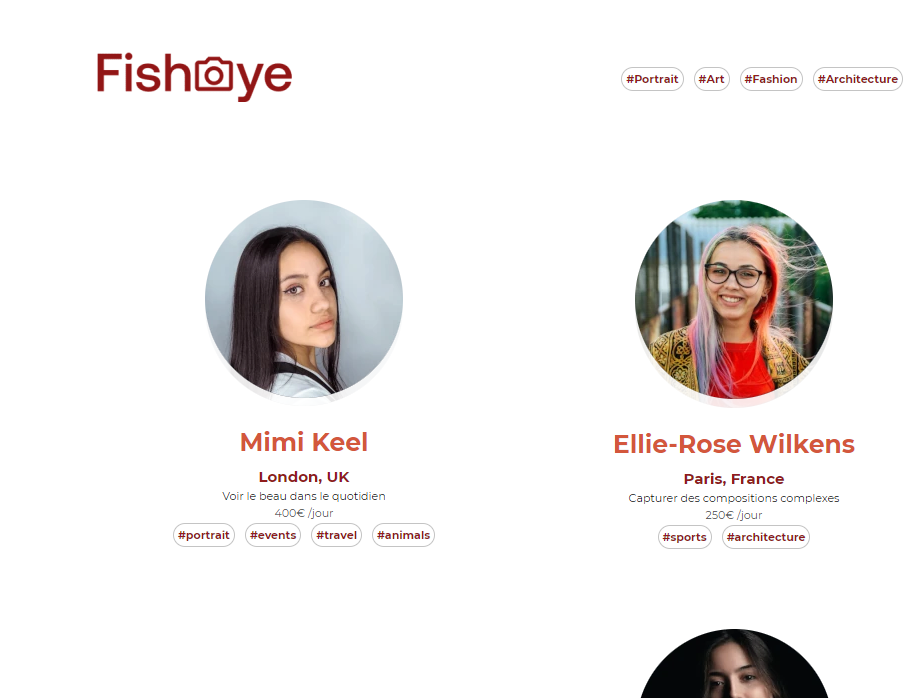 Fisheye
#Portrait #Art #Fashion #Architecture
Mimi Keel
London, UK
Voir le beau dans le quotidien
400€ /jour
#portrait #events #travel #animals
Ellie-Rose Wilkens
Paris, France
Capturer des compositions complexes
250€ /jour
#sports #architecture